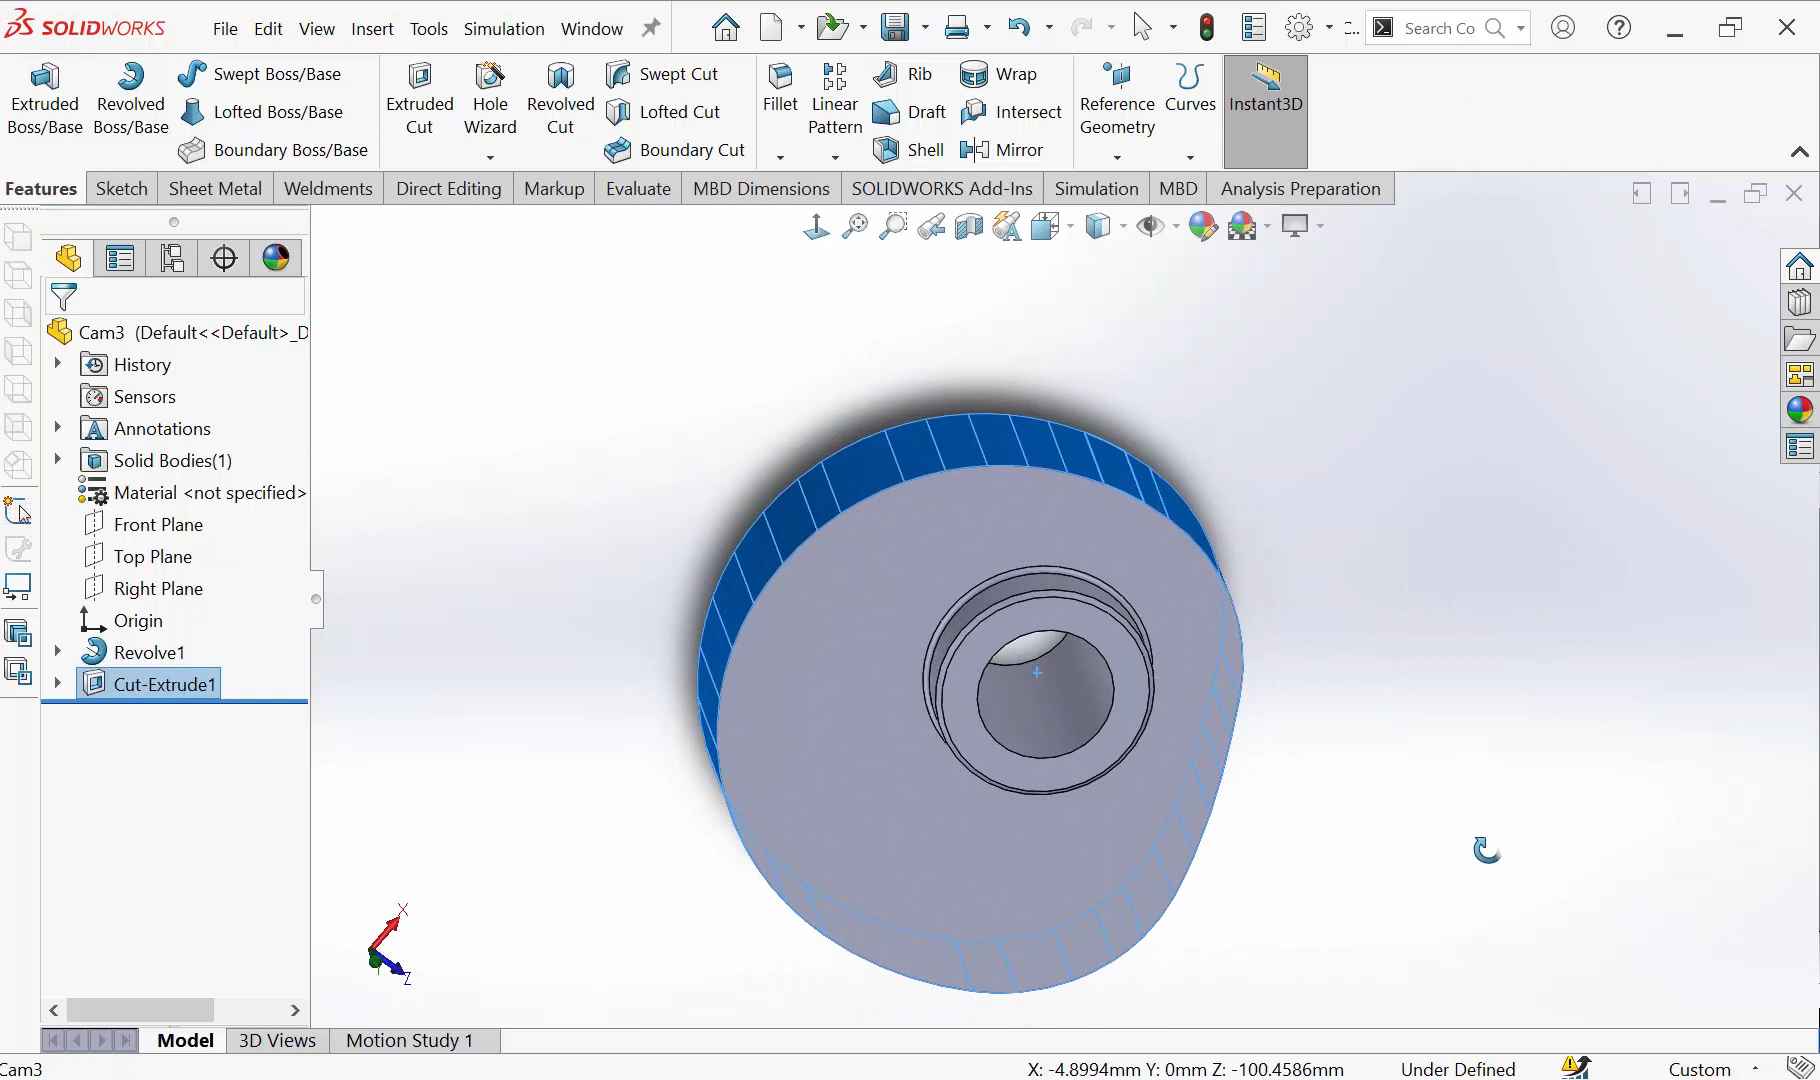 SOLIDWORKS File Edit View Insert Tools Simulation Window C... Search Co
Extruded Boss/Base
Revolved Boss/Base
Swept Boss/Base
Lofted Boss/Base
Boundary Boss/Base
Extruded Cut
Hole Wizard
Revolved Cut
Swept Cut
Lofted Cut
Boundary Cut
Fillet
Linear Pattern
Rib
Draft
Shell
Wrap
Intersect
Mirror
Reference Geometry
Curves
Instant3D
Features Sketch Sheet Metal Weldments Direct Editing Markup Evaluate MBD Dimensions SOLIDWORKS Add-Ins Simulation MBD Analysis Preparation
Cam3 (Default<<Default>_D
History
Sensors
Annotations
Solid Bodies(1)
Material <not specified>
Front Plane
Top Plane
Right Plane
Origin
Revolve1
Cut-Extrude1
X
Z
Model 3D Views Motion Study 1
Cam3 X: -4.8994mm Y: 0mm Z: -100.4586mm Under Defined Custom